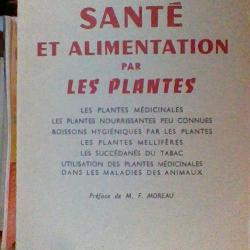 SANTÉ
ET ALIMENTATION
PAR
LES PLANTES
LES PLANTES MÉDICINALES
LES PLANTES NOURRISSANTES PEU CONNUES
BOISSONS HYGIÉNIQUES PAR LES PLANTES
LES PLANTES MELLIFÈRES
LES SUCCÉDANÉS DU TABAC
UTILISATION DES PLANTES MÉDICINALES
DANS LES MALADIES DES ANIMAUX
Préface de M. F. MOREAU